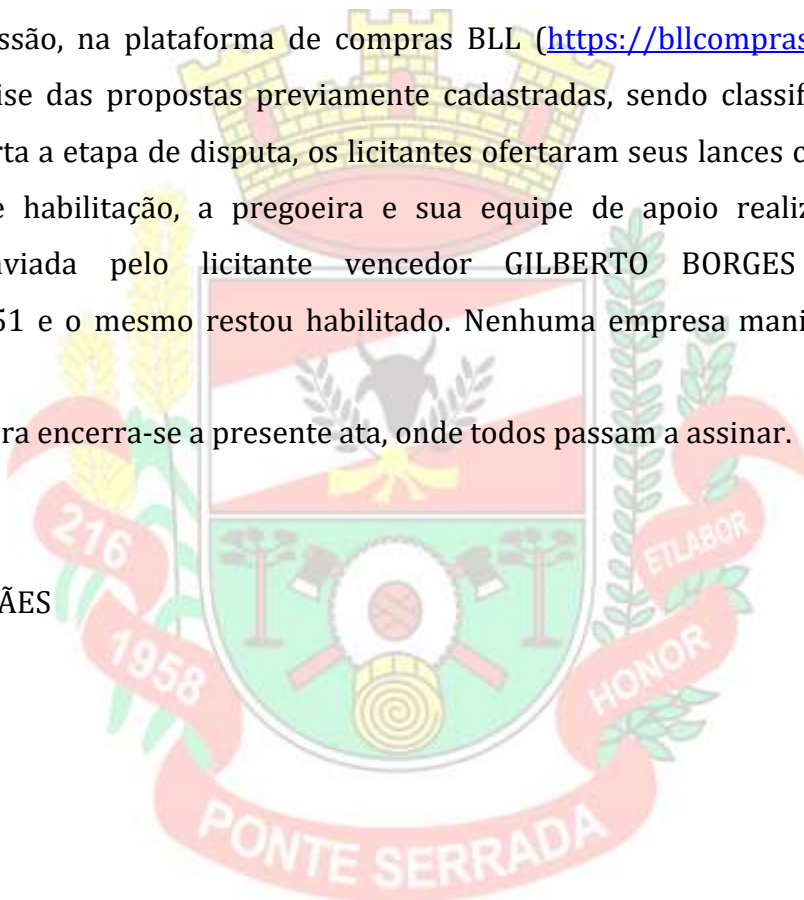 ssão, na plataforma de compras BLL (https://bllcompras
ise das propostas previamente cadastradas, sendo classif
rta a etapa de disputa, os licitantes ofertaram seus lances c
e habilitação, a pregoeira e sua equipe de apoio realiz
nviada pelo licitante vencedor GILBERTO BORGES
51 e o mesmo restou habilitado. Nenhuma empresa mani
ra encerra-se a presente ata, onde todos passam a assinar.
216
ETLABOR
ÃES
1958
HONOR
PONTE SERRADA